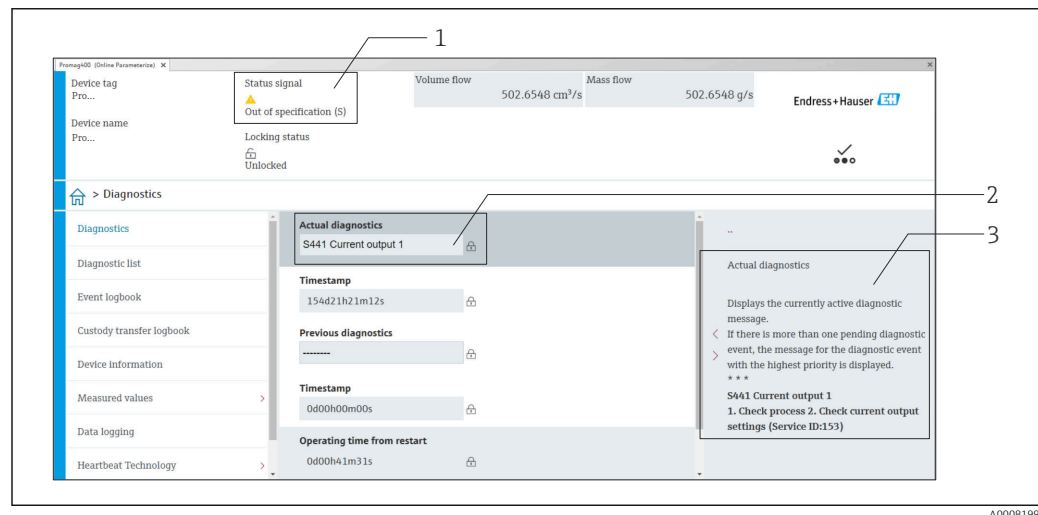 1
Promag400 (Online Parameterize) ×
Device tag
Pro...
Device name
Pro...
Status signal
Out of specification (S)
Locking status
Unlocked
Volume flow
502.6548 cm³/s
Mass flow
502.6548 g/s
Endress+Hauser EH
> Diagnostics
2
3
Diagnostics
Diagnostic list
Event logbook
Custody transfer logbook
Device information
Measured values >
Data logging
Heartbeat Technology >
Actual diagnostics
S441 Current output 1
Timestamp
154d21h21m12s
Previous diagnostics
--------
Timestamp
0d00h00m00s
Operating time from restart
0d00h41m31s
..
Actual diagnostics
Displays the currently active diagnostic
message.
If there is more than one pending diagnostic
event, the message for the diagnostic event
with the highest priority is displayed.
* * *
S441 Current output 1
1. Check process 2. Check current output
settings (Service ID:153)
A0008199